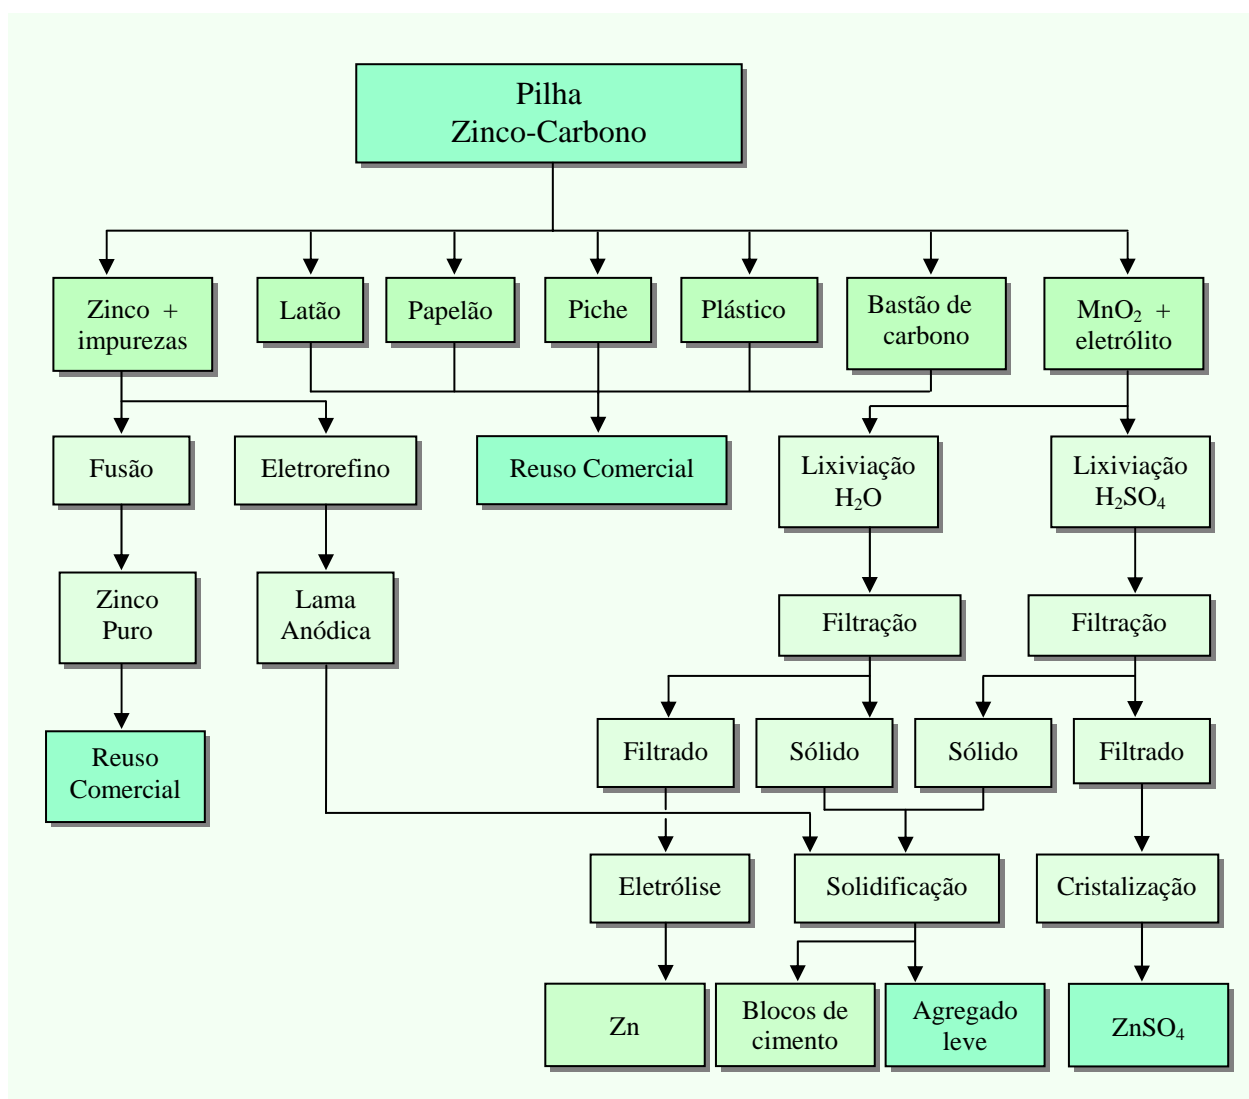 Pilha
Zinco-Carbono
Zinco +
impurezas
Latão
Papelão
Piche
Plástico
Bastão de
carbono
MnO₂ +
eletrólito
Fusão
Eletrorefino
Reuso Comercial
Lixiviação
H₂O
Lixiviação
H₂SO₄
Zinco
Puro
Lama
Anódica
Filtração
Filtração
Reuso
Comercial
Filtrado
Sólido
Sólido
Filtrado
Eletrólise
Solidificação
Cristalização
Zn
Blocos de
cimento
Agregado
leve
ZnSO₄